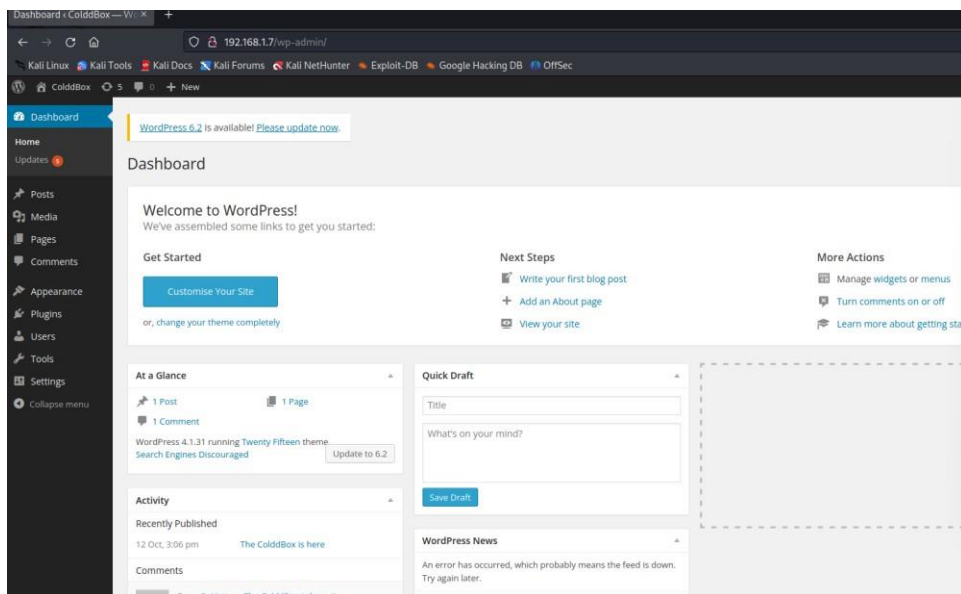 Dashboard ‹ ColddBox — Wo × +
192.168.1.7/wp-admin/
Kali Linux Kali Tools Kali Docs Kali Forums Kali NetHunter Exploit-DB Google Hacking DB OffSec
ColddBox 5 0 + New
Dashboard
Home
Updates 5
Posts
Media
Pages
Comments
Appearance
Plugins
Users
Tools
Settings
Collapse menu
WordPress 6.2 is available! Please update now.
Dashboard
Welcome to WordPress!
We've assembled some links to get you started:
Get Started
Customise Your Site
or, change your theme completely
Next Steps
Write your first blog post
Add an About page
View your site
More Actions
Manage widgets or menus
Turn comments on or off
Learn more about getting sta
At a Glance
1 Post 1 Page
1 Comment
WordPress 4.1.31 running Twenty Fifteen theme.
Search Engines Discouraged
Update to 6.2
Activity
Recently Published
12 Oct, 3:06 pm The ColddBox is here
Comments
Quick Draft
Title
What's on your mind?
Save Draft
WordPress News
An error has occurred, which probably means the feed is down.
Try again later.